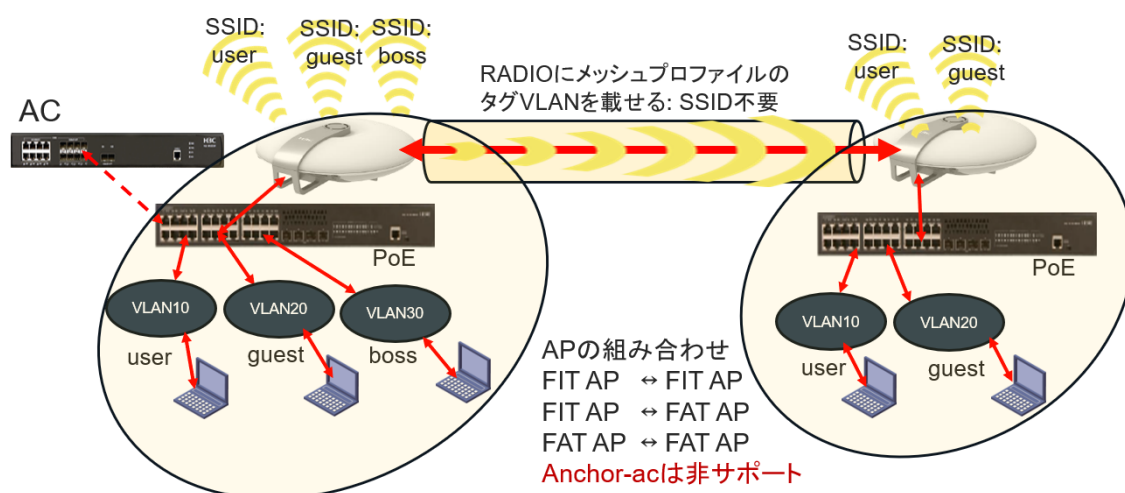 SSID:
user
SSID:
guest
SSID:
boss
SSID:
user
SSID:
guest
RADIOにメッシュプロファイルの
タグVLANを載せる: SSID不要
AC
H3C
PoE
PoE
VLAN10
VLAN20
VLAN30
user
guest
boss
VLAN10
VLAN20
user
guest
APの組み合わせ
FIT AP ↔ FIT AP
FIT AP ↔ FAT AP
FAT AP ↔ FAT AP
Anchor-acは非サポート